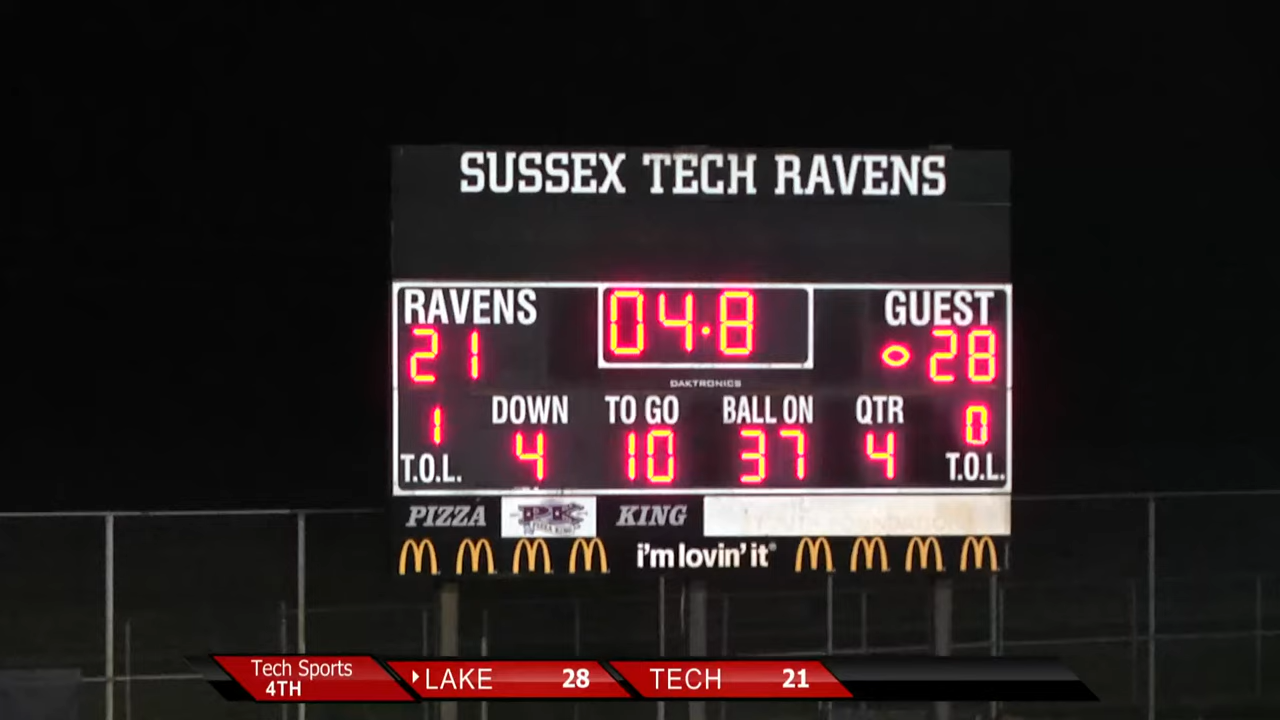 SUSSEX TECH RAVENS
RAVENS 04.8 GUEST
21 28
DAKTRONICS
DOWN TO GO BALL ON QTR
1 4 10 37 4 0
T.O.L. T.O.L.
PIZZA PK KING
i'm lovin' it®
Tech Sports
4TH
LAKE 28 TECH 21